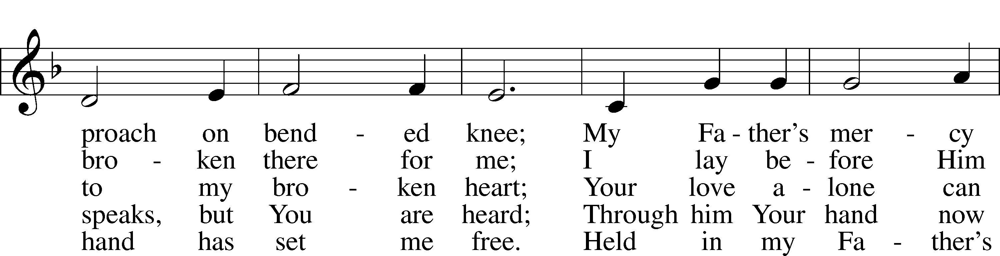 proach on bend - ed knee; My Fa - ther's mer - cy
bro - ken there for me; I lay be - fore Him
to my bro - ken heart; Your love a - lone can
speaks, but You are heard; Through him Your hand now
hand has set me free. Held in my Fa - ther's